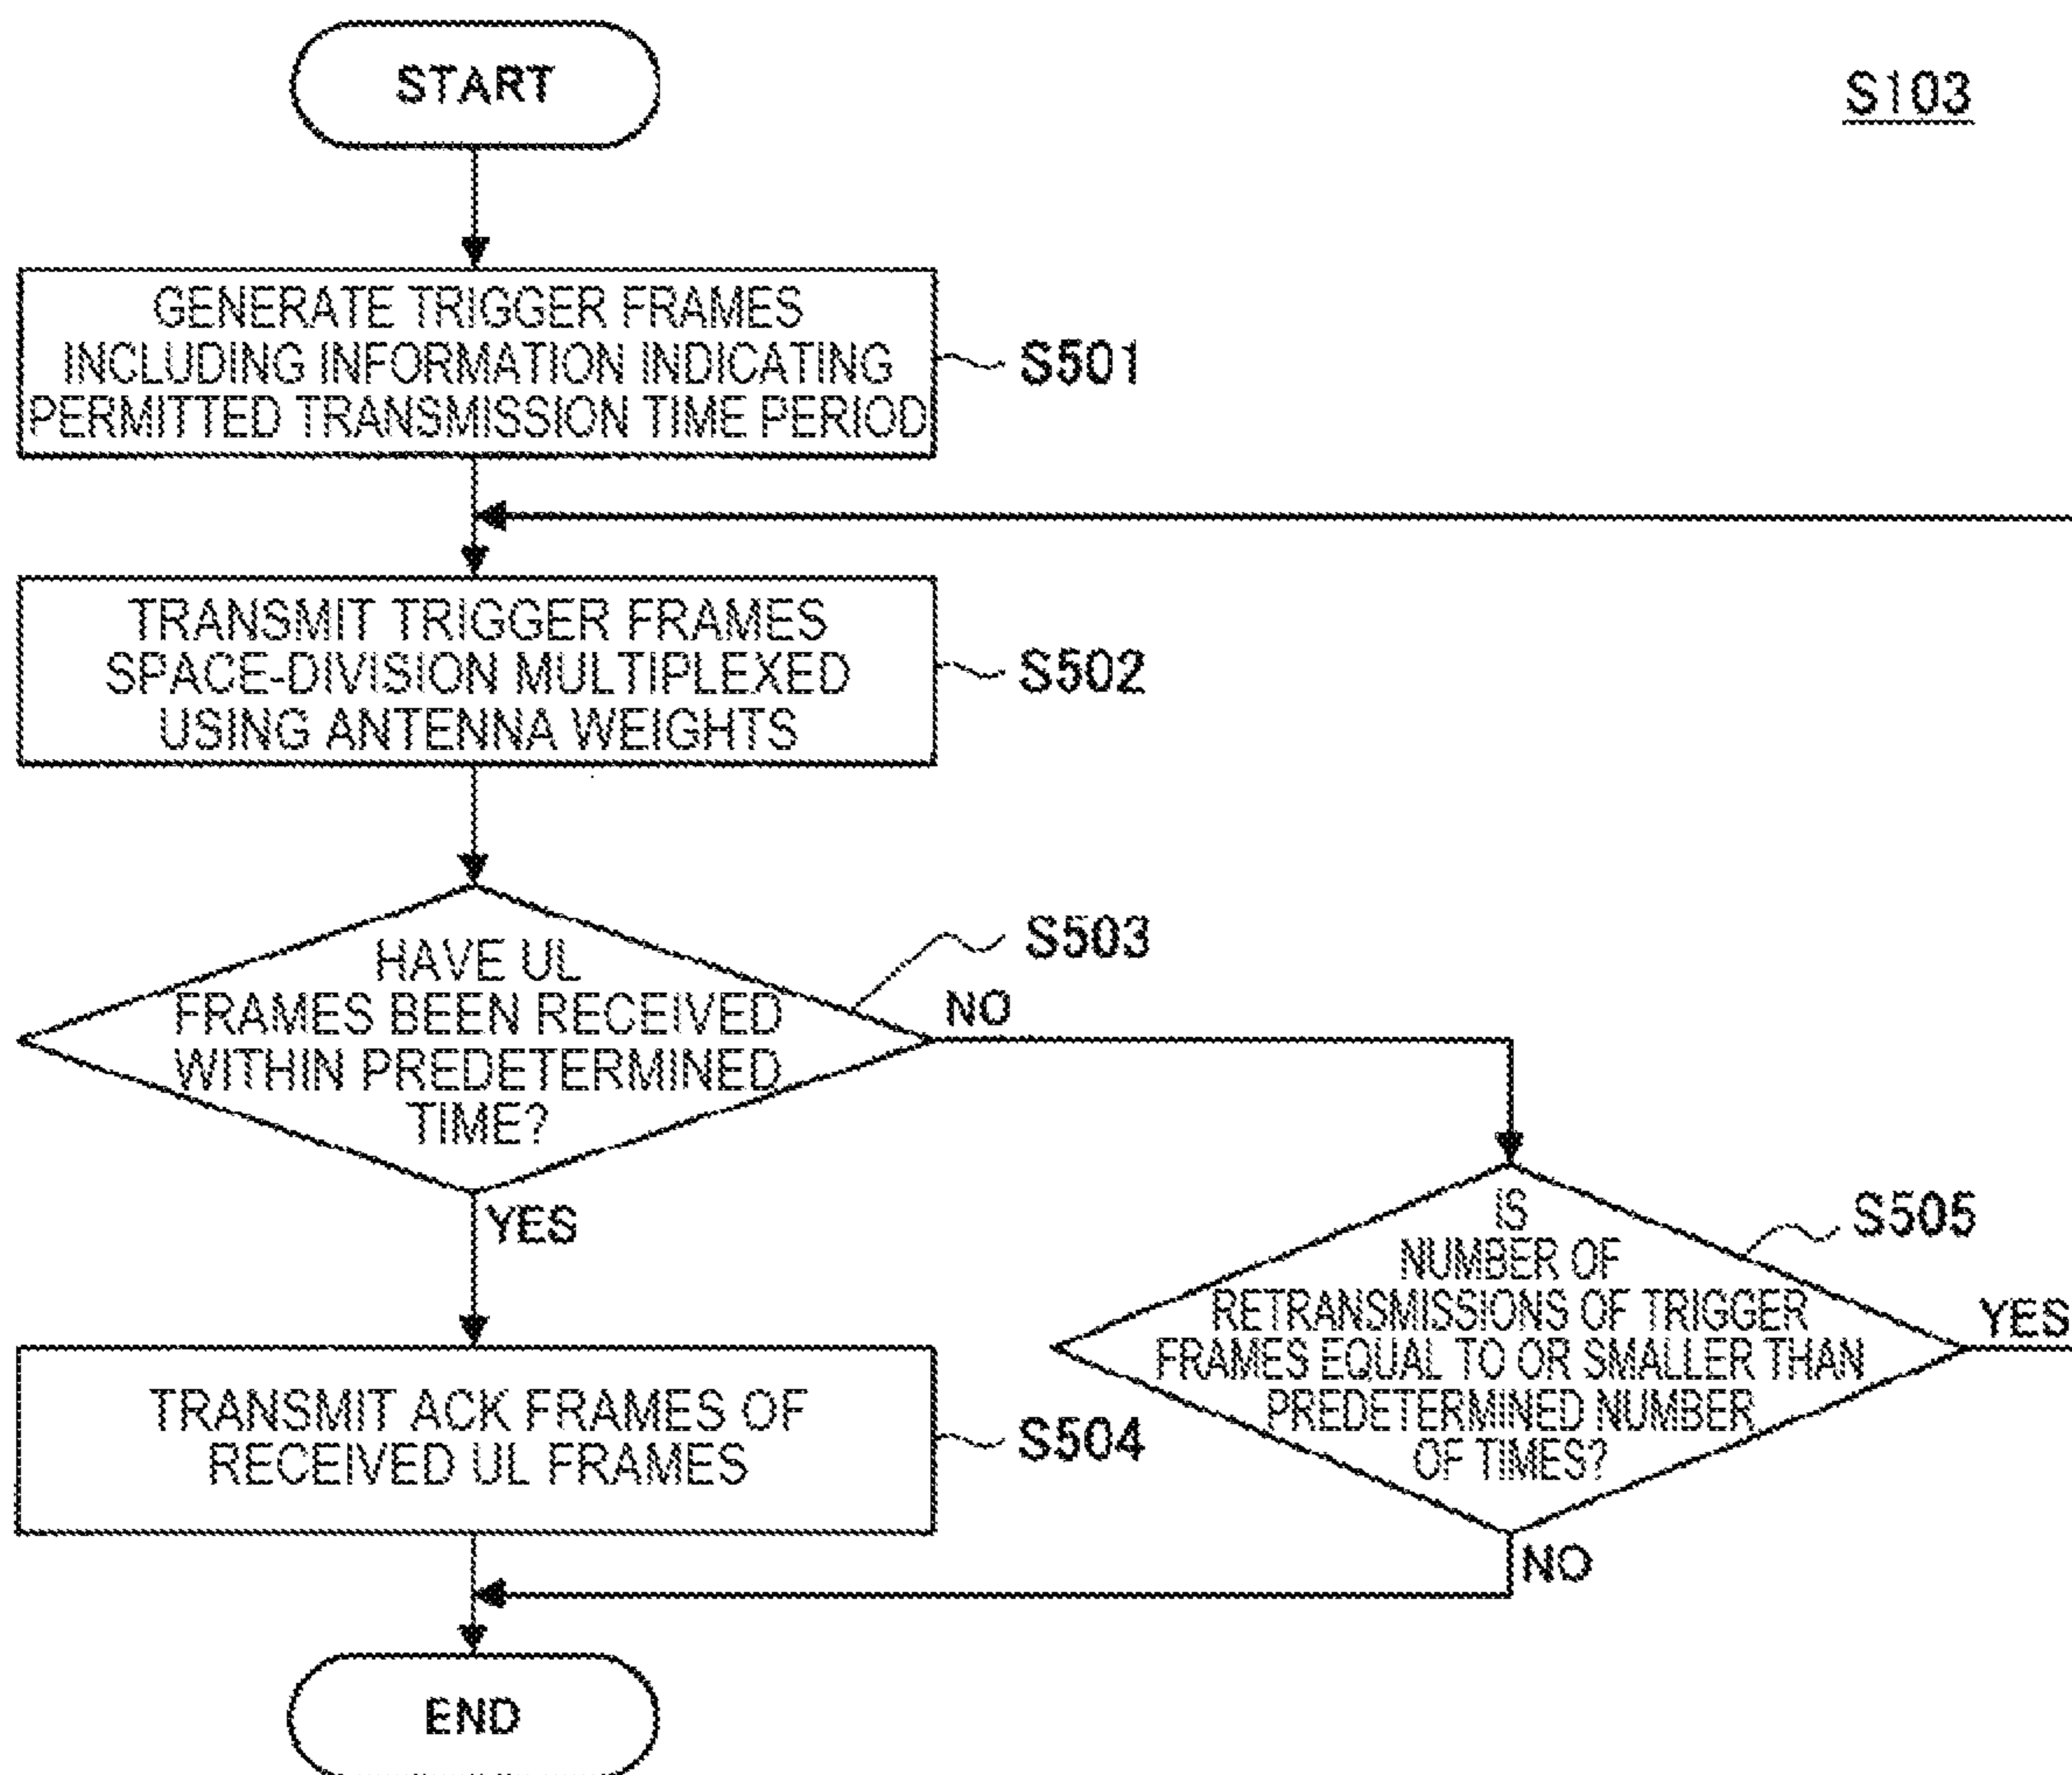 START
S103
GENERATE TRIGGER FRAMES
INCLUDING INFORMATION INDICATING
PERMITTED TRANSMISSION TIME PERIOD
S501
TRANSMIT TRIGGER FRAMES
SPACE-DIVISION MULTIPLEXED
USING ANTENNA WEIGHTS
S502
HAVE UL
FRAMES BEEN RECEIVED
WITHIN PREDETERMINED
TIME?
S503
NO
YES
IS
NUMBER OF
RETRANSMISSIONS OF TRIGGER
FRAMES EQUAL TO OR SMALLER THAN
PREDETERMINED NUMBER
OF TIMES?
S505
YES
TRANSMIT ACK FRAMES OF
RECEIVED UL FRAMES
S504
NO
END